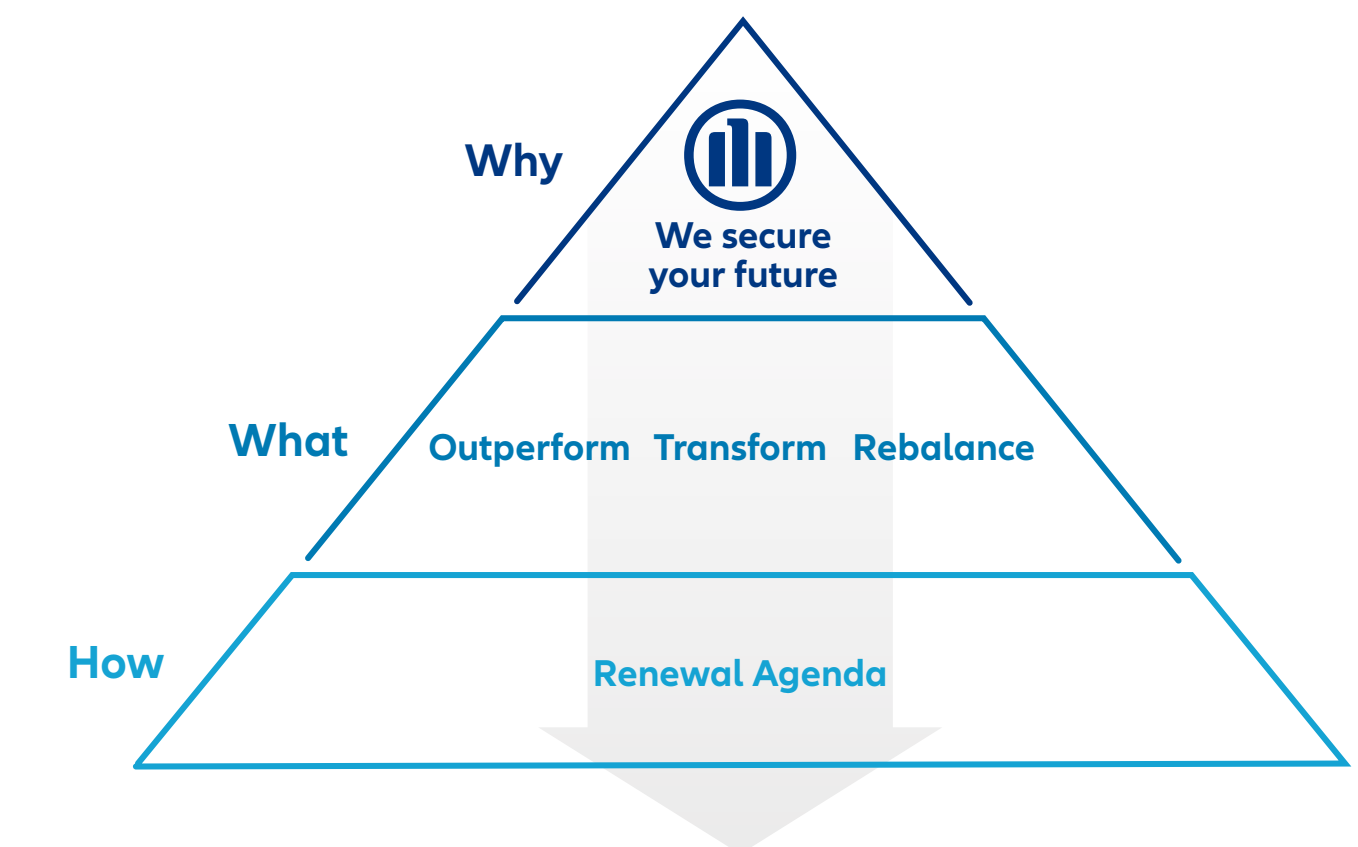 Why
We secure
your future
What
Outperform Transform Rebalance
How
Renewal Agenda